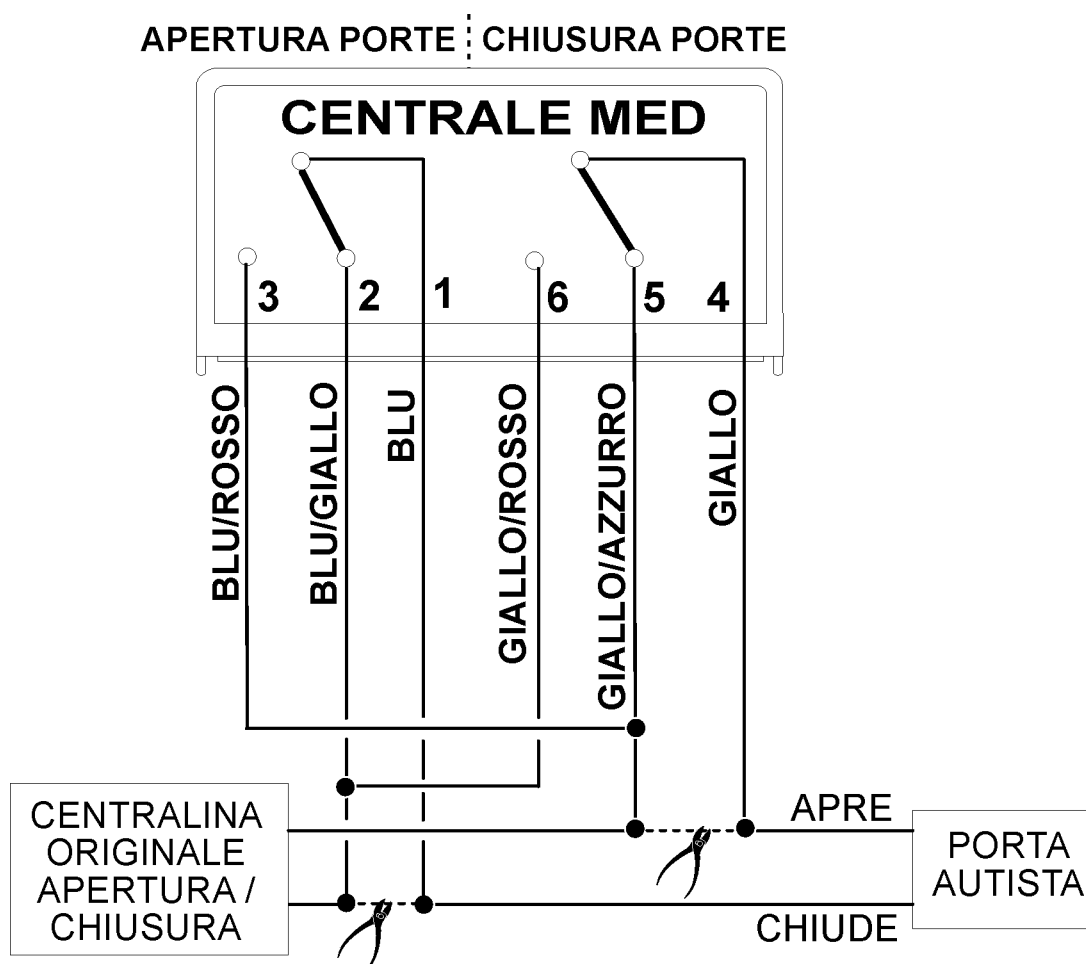 APERTURA PORTE
CHIUSURA PORTE
CENTRALE MED
3
2
1
6
5
4
BLU/ROSSO
BLU/GIALLO
BLU
GIALLO/ROSSO
GIALLO/AZZURRO
GIALLO
CENTRALINA
ORIGINALE
APERTURA /
CHIUSURA
APRE
CHIUDE
PORTA
AUTISTA